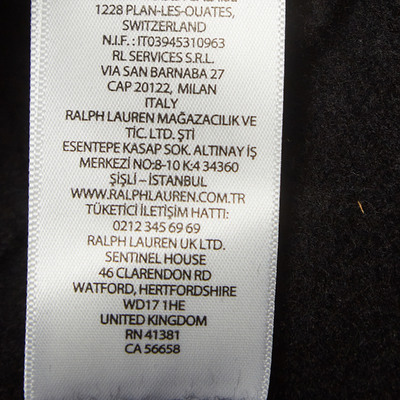 1228 PLAN-LES-OUATES,
SWITZERLAND
N.I.F. : IT03945310963
RL SERVICES S.R.L.
VIA SAN BARNABA 27
CAP 20122, MILAN
ITALY
RALPH LAUREN MAĞAZACILIK VE
TİC. LTD. ŞTİ
ESENTEPE KASAP SOK. ALTINAY İŞ
MERKEZİ NO:8-10 K:4 34360
ŞİŞLİ – İSTANBUL
WWW.RALPHLAUREN.COM.TR
TÜKETİCİ İLETİŞİM HATTI:
0212 345 69 69
RALPH LAUREN UK LTD.
SENTINEL HOUSE
46 CLARENDON RD
WATFORD, HERTFORDSHIRE
WD17 1HE
UNITED KINGDOM
RN 41381
CA 56658